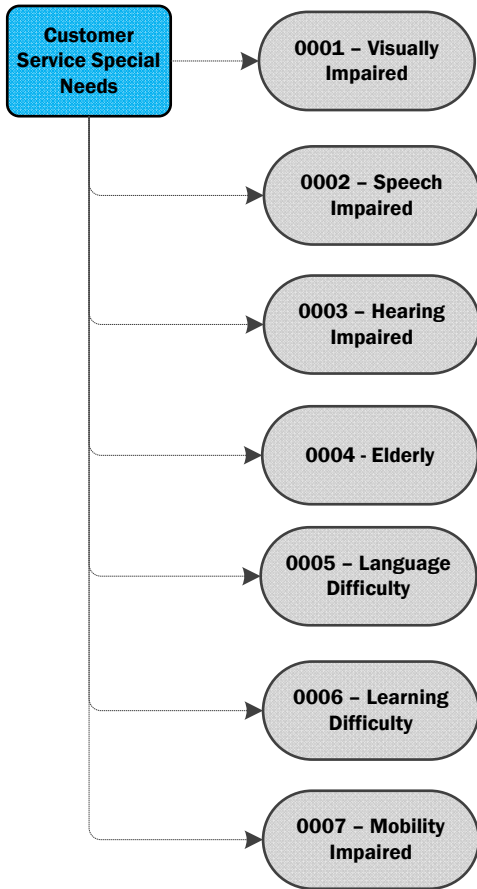 Customer
Service Special
Needs
0001 – Visually
Impaired
0002 – Speech
Impaired
0003 – Hearing
Impaired
0004 - Elderly
0005 – Language
Difficulty
0006 – Learning
Difficulty
0007 – Mobility
Impaired